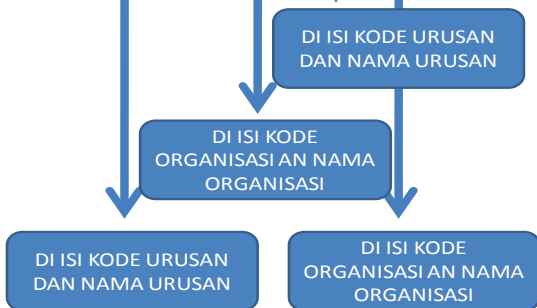 DI ISI KODE URUSAN
DAN NAMA URUSAN
DI ISI KODE
ORGANISASI AN NAMA
ORGANISASI
DI ISI KODE URUSAN
DAN NAMA URUSAN
DI ISI KODE
ORGANISASI AN NAMA
ORGANISASI